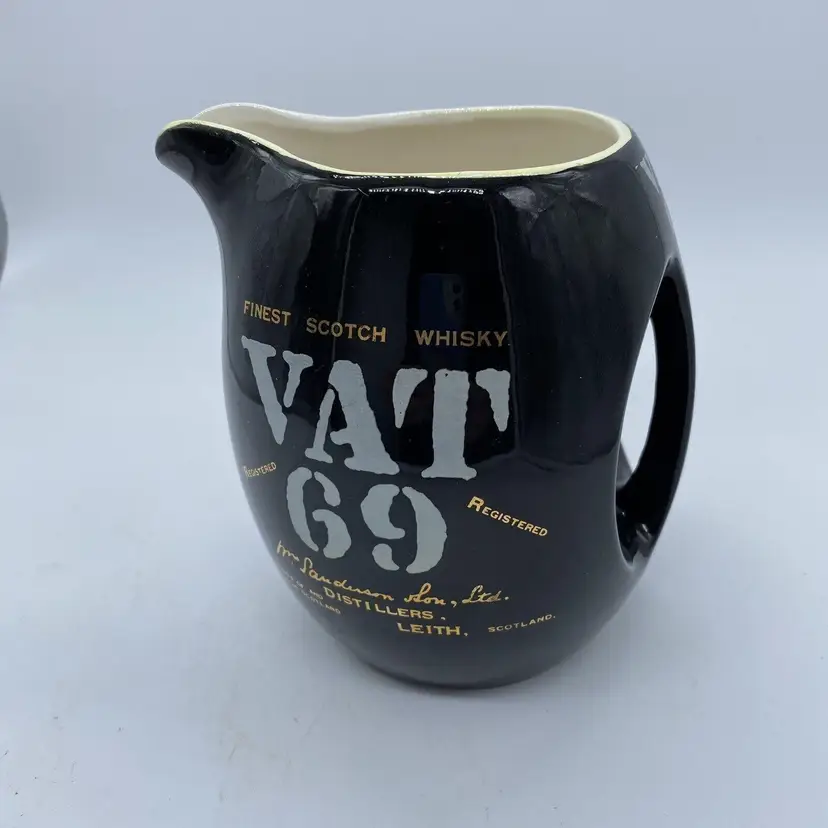 FINEST SCOTCH WHISKY
VAT
69
REGISTERED REGISTERED
Wm Sanderson & Son, Ltd.
DISTILLERS,
LEITH, SCOTLAND.